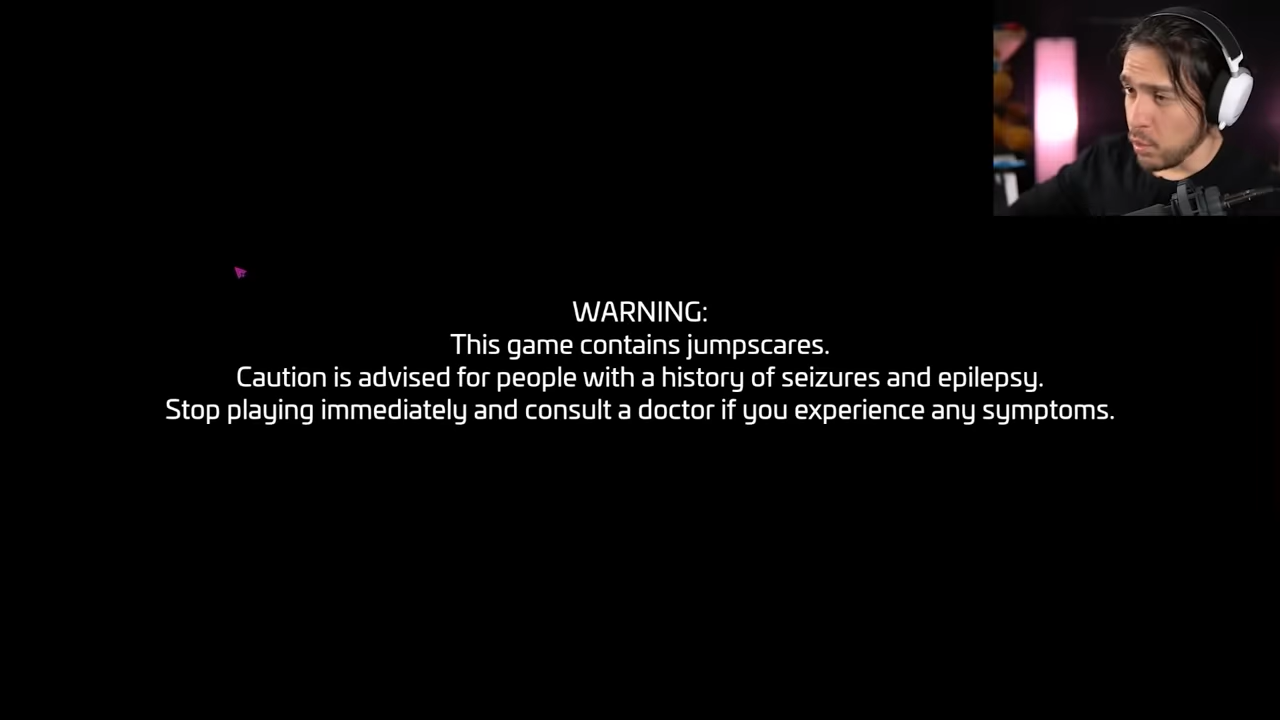 WARNING:
This game contains jumpscares.
Caution is advised for people with a history of seizures and epilepsy.
Stop playing immediately and consult a doctor if you experience any symptoms.